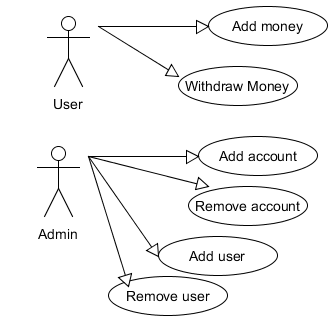 Add money
User
Withdraw Money
Add account
Remove account
Admin
Add user
Remove user